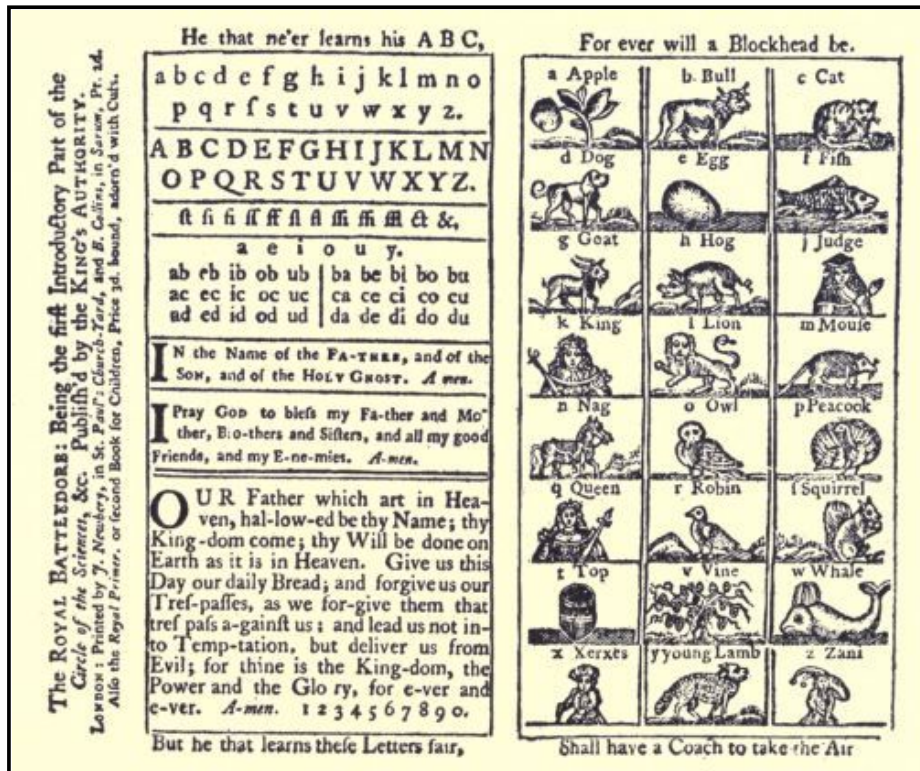 The ROYAL BATTLEDORE: Being the firſt Introductory Part of the
Circle of the Sciences, &c. Publiſh'd by the KING's AUTHORITY.
LONDON: Printed by J. Newbery, in St. Paul's Church-Yard, and B. Collins, in Sarum, Pr. 2d.
Alſo the Royal Primer. or ſecond Book for Children, Price 3d. bound, adorn'd with Cuts.
He that ne'er learns his A B C,
a b c d e f g h i j k l m n o
p q r ſ s t u v w x y z.
A B C D E F G H I J K L M N
O P Q R S T U V W X Y Z.
&,
a e i o u y.
ab eb ib ob ub ba be bi bo bu
ac ec ic oc uc ca ce ci co cu
ad ed id od ud da de di do du
IN the Name of the FA-THER, and of the
SON, and of the HOLY GHOST. A men.
I Pray GOD to bleſs my Fa-ther and Mo-
ther, Bro-thers and Siſters, and all my good
Friends, and my E-ne-mies. A-men.
OUR Father which art in Hea-
ven, hal-low-ed be thy Name; thy
King-dom come; thy Will be done on
Earth as it is in Heaven. Give us this
Day our daily Bread; and forgive us our
Treſ-paſſes, as we for-give them that
treſ paſs a-gainſt us: and lead us not in-
to Temp-tation, but deliver us from
Evil; for thine is the King-dom, the
Power and the Glo ry, for e-ver and
e-ver. A-men. 1 2 3 4 5 6 7 8 9 0.
But he that learns theſe Letters fair,
For ever will a Blockhead be.
a Apple b. Bull c Cat
d Dog e Egg f Fiſh
g Goat h Hog j Judge
k King l Lion m Mouſe
n Nag o Owl p Peacock
q Queen r Robin ſ Squirrel
t Top v Vine w Whale
x Xerxes y young Lamb z Zani
Shall have a Coach to take the Air